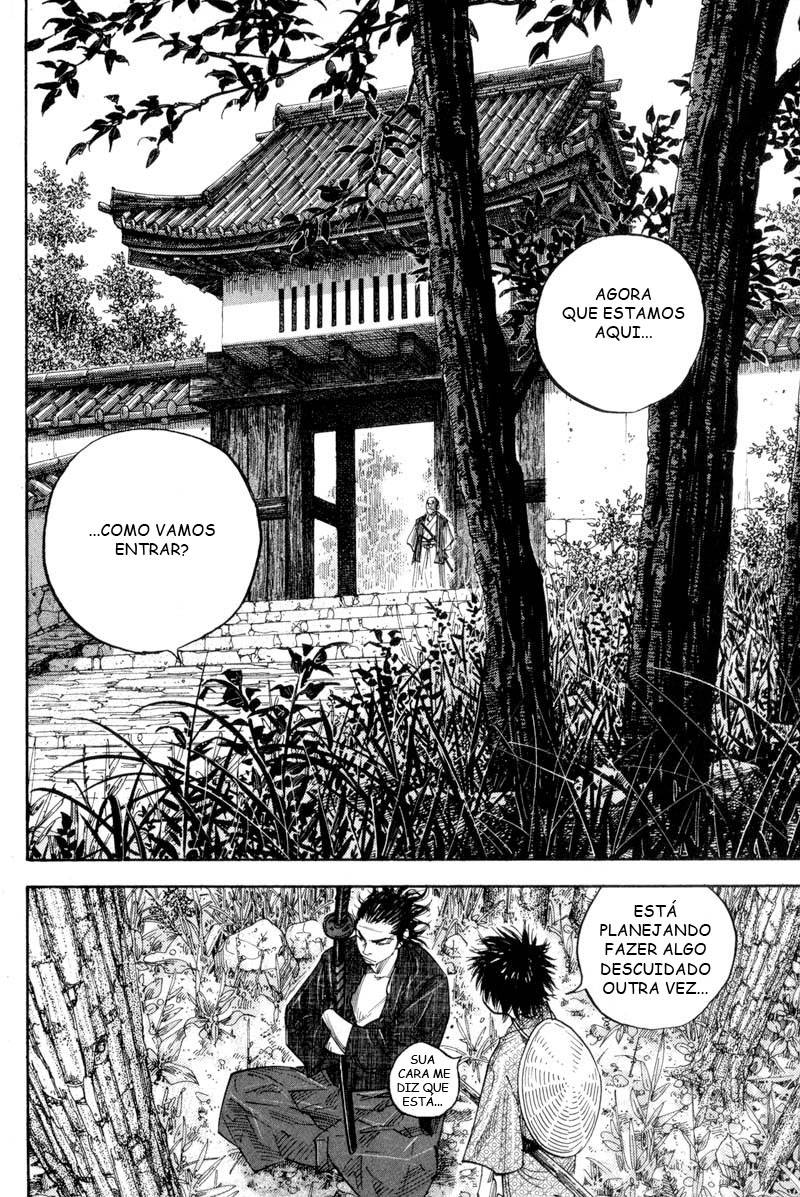 AGORA
QUE ESTAMOS
AQUI...
...COMO VAMOS
ENTRAR?
ESTÁ
PLANEJANDO
FAZER ALGO
DESCUIDADO
OUTRA VEZ...
SUA
CARA ME
DIZ QUE
ESTÁ...